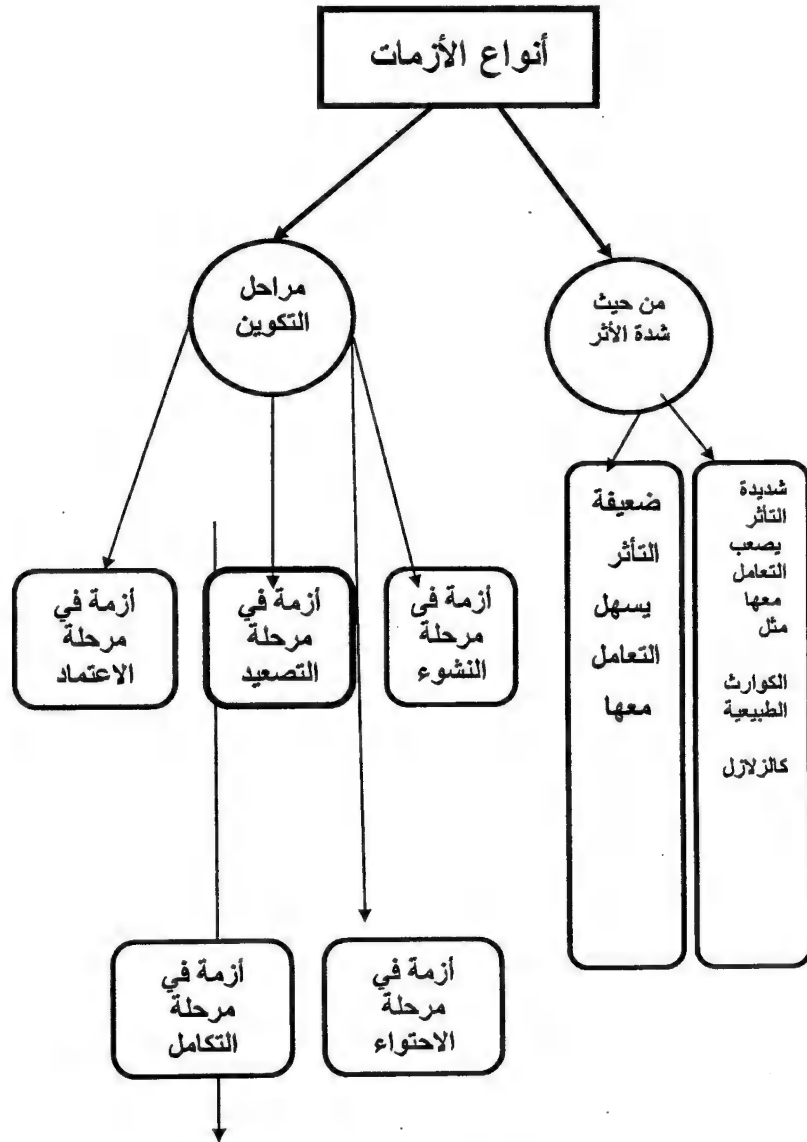 أنواع الأزمات
من حيث
شدة الأثر
مراحل
التكوين
شديدة
التأثر
يصعب
التعامل
معها
مثل
الكوارث
الطبيعية
كالزلازل
ضعيفة
التأثر
يسهل
التعامل
معها
أزمة فى
مرحلة
النشوء
أزمة في
مرحلة
التصعيد
أزمة في
مرحلة
الاعتماد
أزمة في
مرحلة
الاحتواء
أزمة في
مرحلة
التكامل